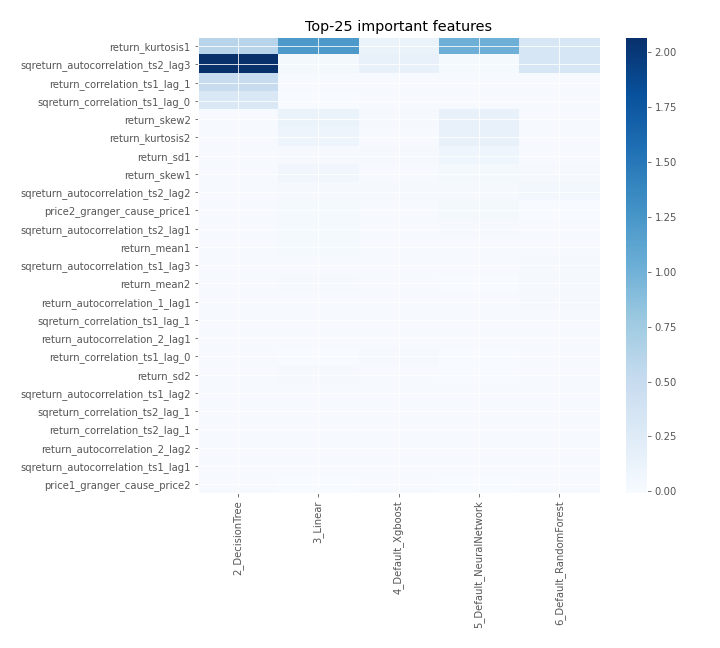 Top-25 important features
return_kurtosis1
sqreturn_autocorrelation_ts2_lag3
return_correlation_ts1_lag_1
sqreturn_correlation_ts1_lag_0
return_skew2
return_kurtosis2
return_sd1
return_skew1
sqreturn_autocorrelation_ts2_lag2
price2_granger_cause_price1
sqreturn_autocorrelation_ts2_lag1
return_mean1
sqreturn_autocorrelation_ts1_lag3
return_mean2
return_autocorrelation_1_lag1
sqreturn_correlation_ts1_lag_1
return_autocorrelation_2_lag1
return_correlation_ts1_lag_0
return_sd2
sqreturn_autocorrelation_ts1_lag2
sqreturn_correlation_ts2_lag_1
return_correlation_ts2_lag_1
return_autocorrelation_2_lag2
sqreturn_autocorrelation_ts1_lag1
price1_granger_cause_price2
2_DecisionTree
3_Linear
4_Default_Xgboost
5_Default_NeuralNetwork
6_Default_RandomForest
2.00
1.75
1.50
1.25
1.00
0.75
0.50
0.25
0.00